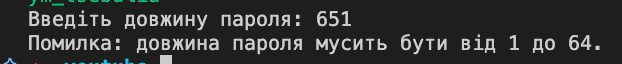 Введіть довжину пароля: 651
Помилка: довжина пароля мусить бути від 1 до 64.